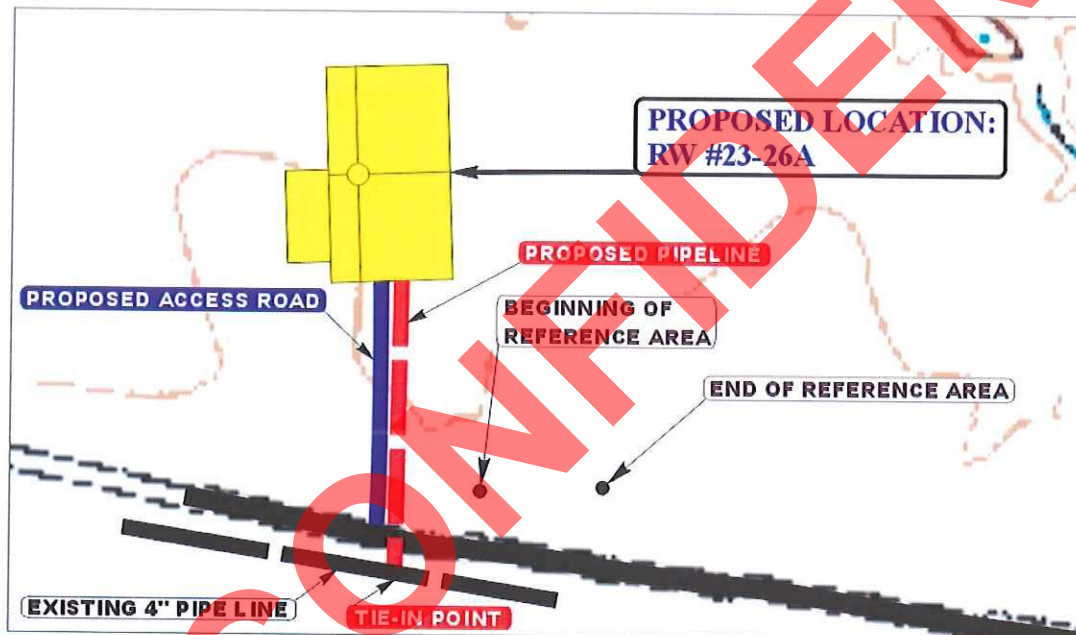 PROPOSED LOCATION:
RW #23-26A
PROPOSED PIPELINE
PROPOSED ACCESS ROAD
BEGINNING OF
REFERENCE AREA
END OF REFERENCE AREA
EXISTING 4" PIPE LINE
TIE-IN POINT
CONFIDEN